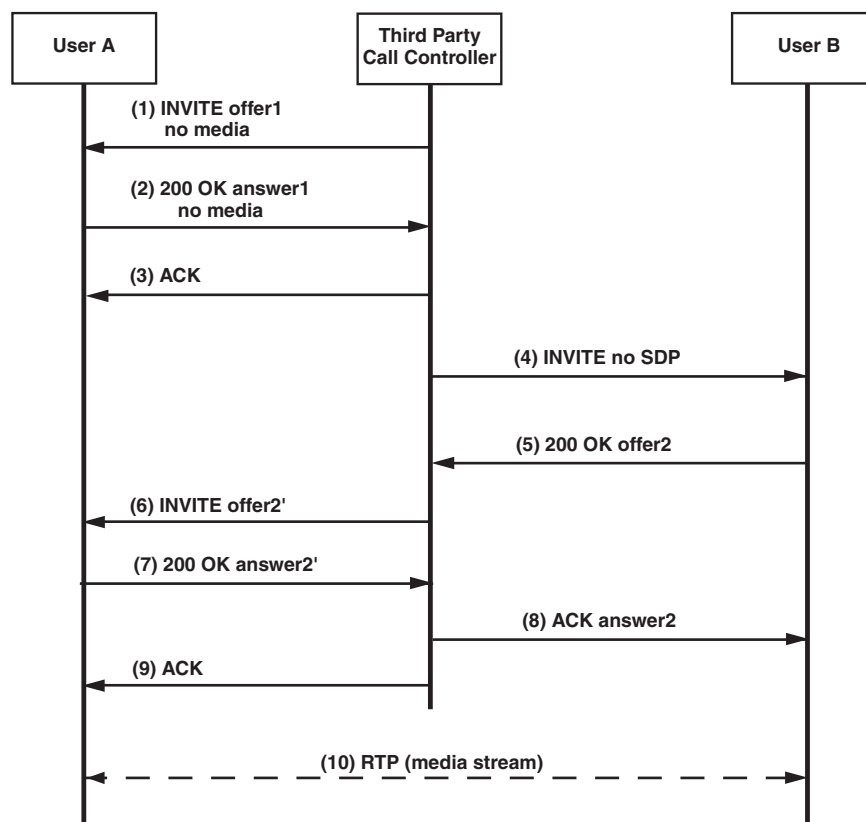 User A
Third Party
Call Controller
User B
(1) INVITE offer1
no media
(2) 200 OK answer1
no media
(3) ACK
(4) INVITE no SDP
(5) 200 OK offer2
(6) INVITE offer2'
(7) 200 OK answer2'
(8) ACK answer2
(9) ACK
(10) RTP (media stream)